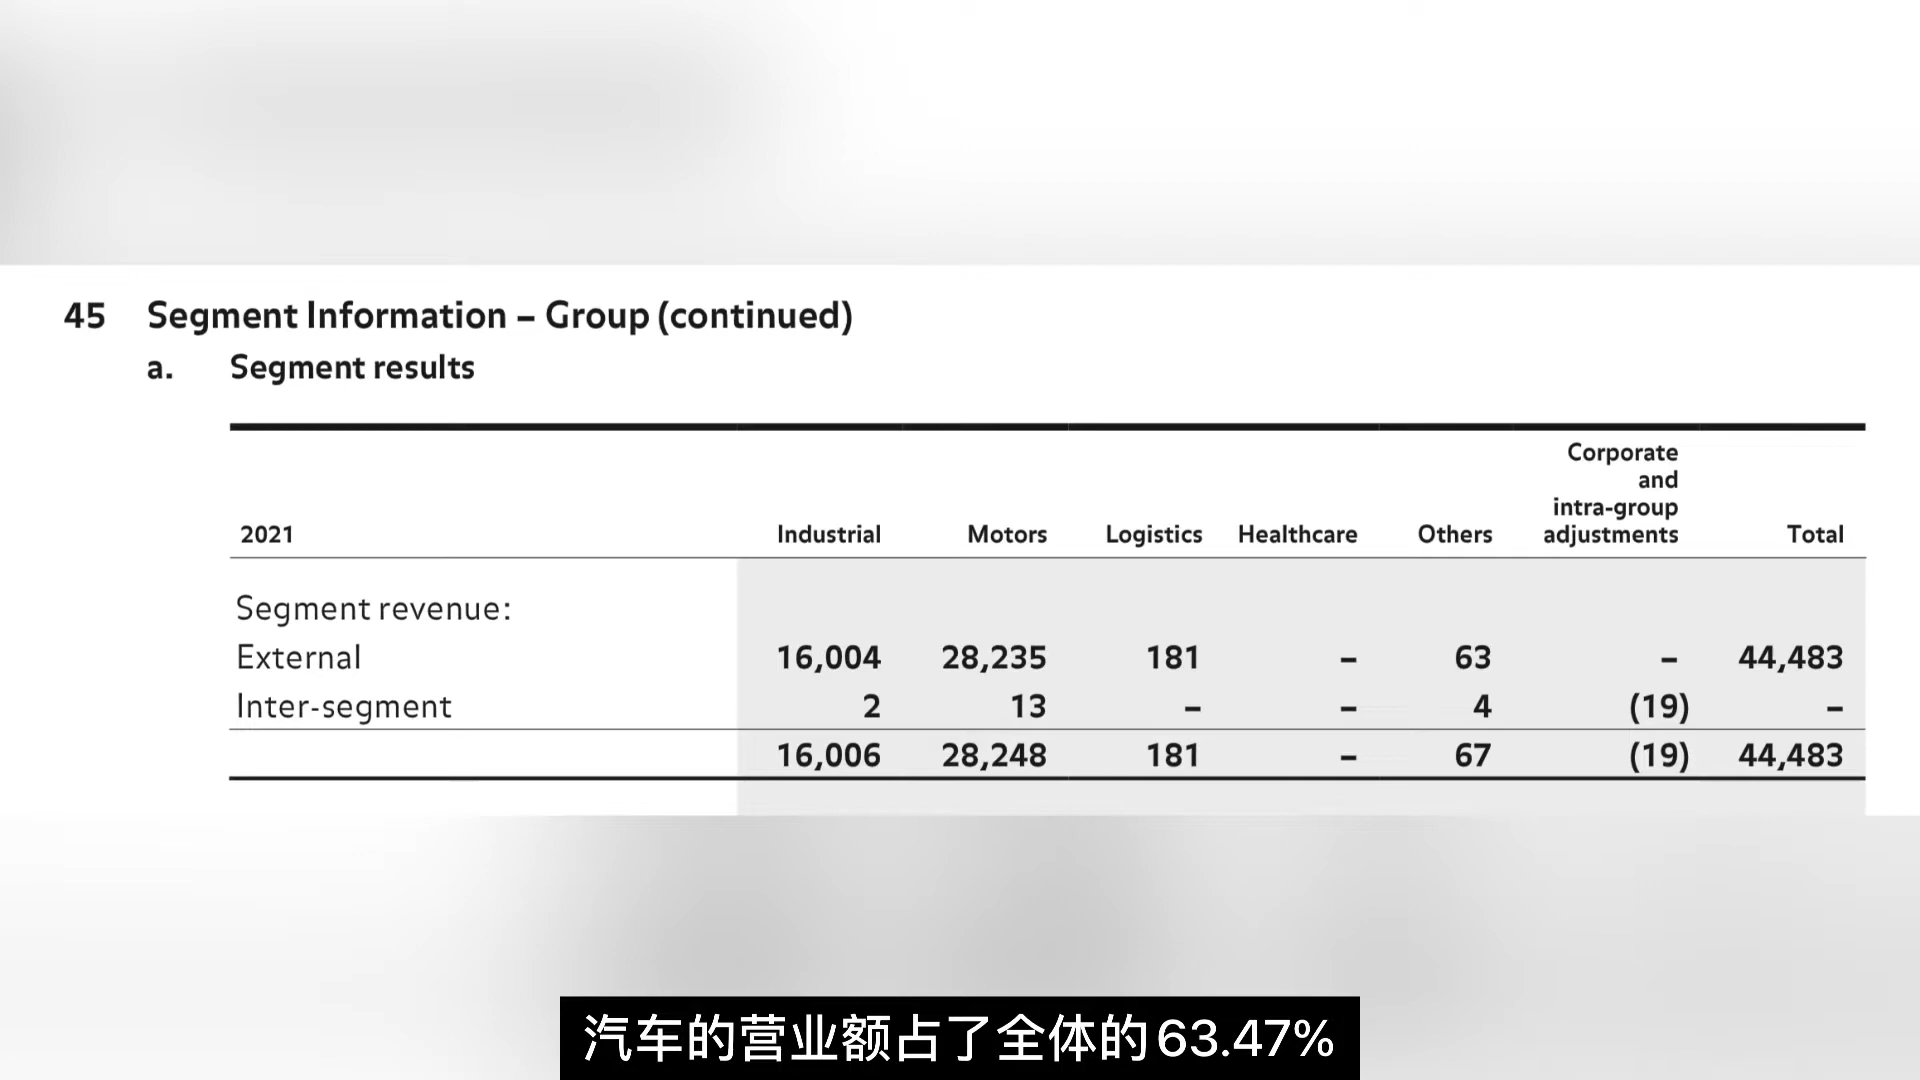 45 Segment Information – Group (continued)
a. Segment results
Corporate
and
intra-group
2021 Industrial Motors Logistics Healthcare Others adjustments Total
Segment revenue:
External 16,004 28,235 181 – 63 – 44,483
Inter-segment 2 13 – – 4 (19) –
16,006 28,248 181 – 67 (19) 44,483
汽车的营业额占了全体的63.47%